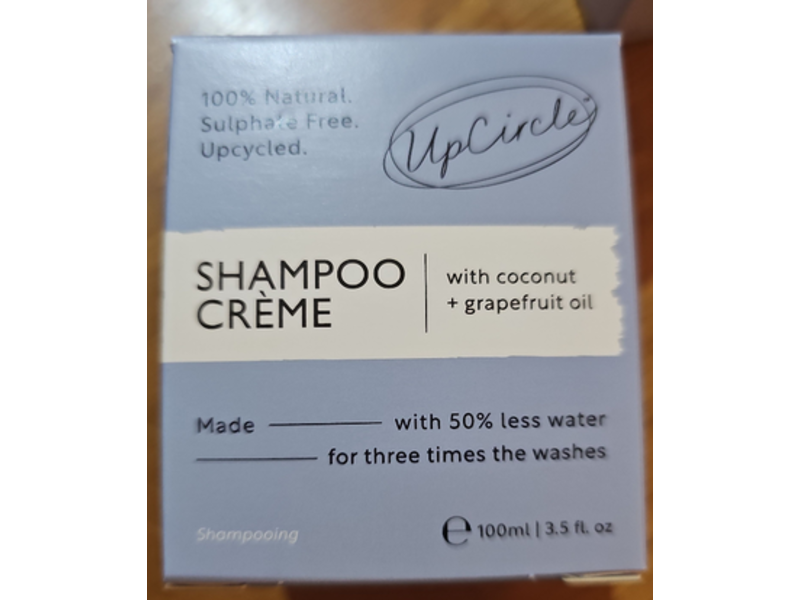 100% Natural.
Sulphate Free.
Upcycled.
UpCircle
SHAMPOO
CRÈME
with coconut
+ grapefruit oil
Made with 50% less water
for three times the washes
Shampooing
℮ 100ml | 3.5 fl. oz